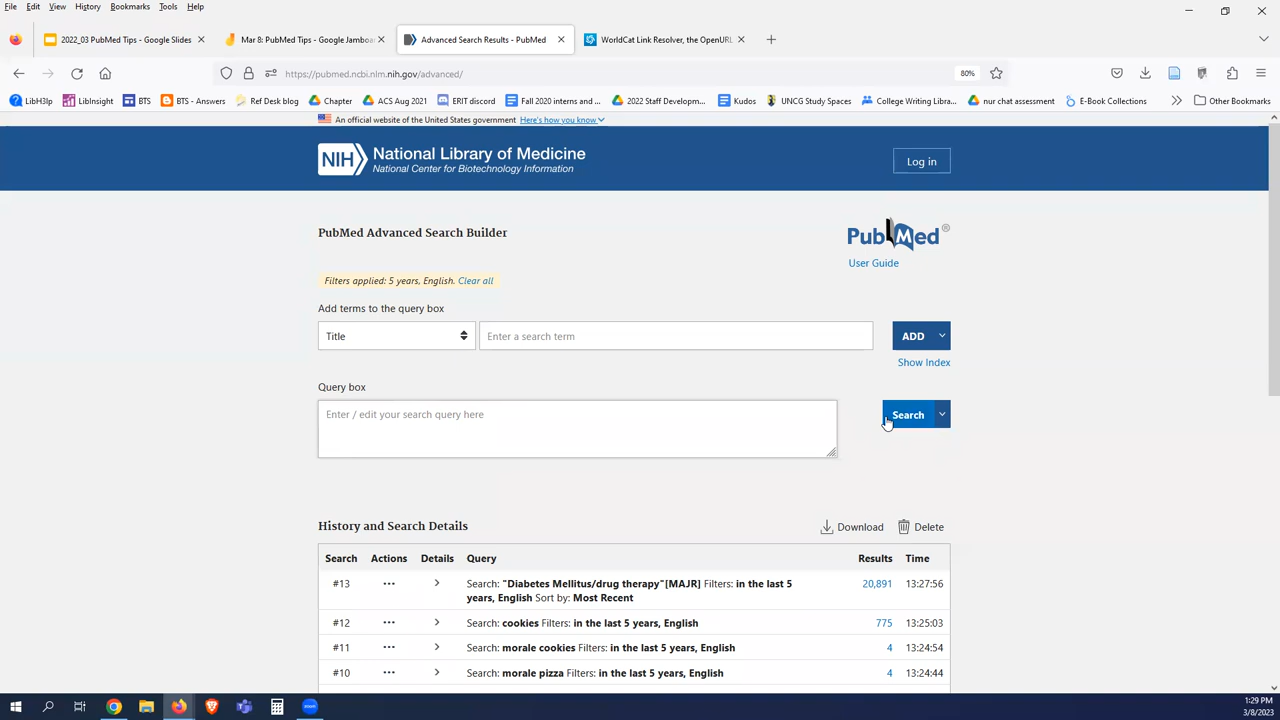 File Edit View History Bookmarks Tools Help
2022_03 PubMed Tips - Google Slides
Mar 8: PubMed Tips - Google Jamboard
Advanced Search Results - PubMed
WorldCat Link Resolver, the OpenURL
https://pubmed.ncbi.nlm.nih.gov/advanced/
80%
LibH3lp LibInsight BTS BTS - Answers Ref Desk blog Chapter ACS Aug 2021 ERIT discord Fall 2020 interns and ... 2022 Staff Developm... Kudos UNCG Study Spaces College Writing Libra... nur chat assessment E-Book Collections Other Bookmarks
An official website of the United States government Here's how you know
NIH National Library of Medicine
National Center for Biotechnology Information
Log in
PubMed Advanced Search Builder
PubMed®
User Guide
Filters applied: 5 years, English. Clear all
Add terms to the query box
Title
Enter a search term
ADD
Show Index
Query box
Enter / edit your search query here
Search
History and Search Details
Download Delete
Search Actions Details Query Results Time
#13 ... Search: "Diabetes Mellitus/drug therapy"[MAJR] Filters: in the last 5 20,891 13:27:56
years, English Sort by: Most Recent
#12 ... Search: cookies Filters: in the last 5 years, English 775 13:25:03
#11 ... Search: morale cookies Filters: in the last 5 years, English 4 13:24:54
#10 ... Search: morale pizza Filters: in the last 5 years, English 4 13:24:44
1:29 PM
3/8/2023